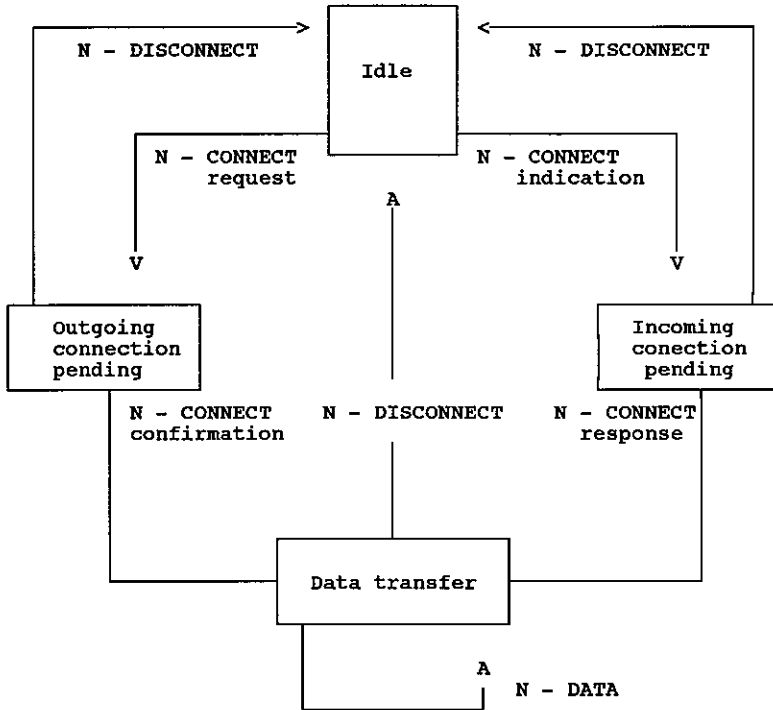 N - DISCONNECT
Idle
N - DISCONNECT
N - CONNECT
request
N - CONNECT
indication
A
V
V
Outgoing
connection
pending
Incoming
conection
pending
N - CONNECT
confirmation
N - DISCONNECT
N - CONNECT
response
Data transfer
A
N - DATA